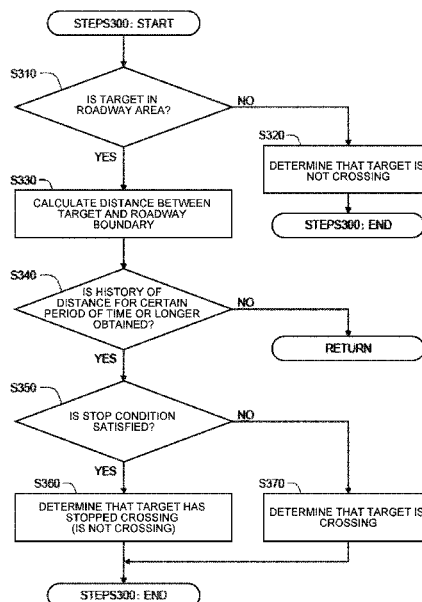 STEPS300: START
S310
IS TARGET IN
ROADWAY AREA?
NO
YES
S320
DETERMINE THAT TARGET IS
NOT CROSSING
STEPS300: END
S330
CALCULATE DISTANCE BETWEEN
TARGET AND ROADWAY
BOUNDARY
S340
IS HISTORY OF
DISTANCE FOR CERTAIN
PERIOD OF TIME OR LONGER
OBTAINED?
NO
YES
RETURN
S350
IS STOP CONDITION
SATISFIED?
NO
YES
S360
DETERMINE THAT TARGET HAS
STOPPED CROSSING
(IS NOT CROSSING)
S370
DETERMINE THAT TARGET IS
CROSSING
STEPS300: END